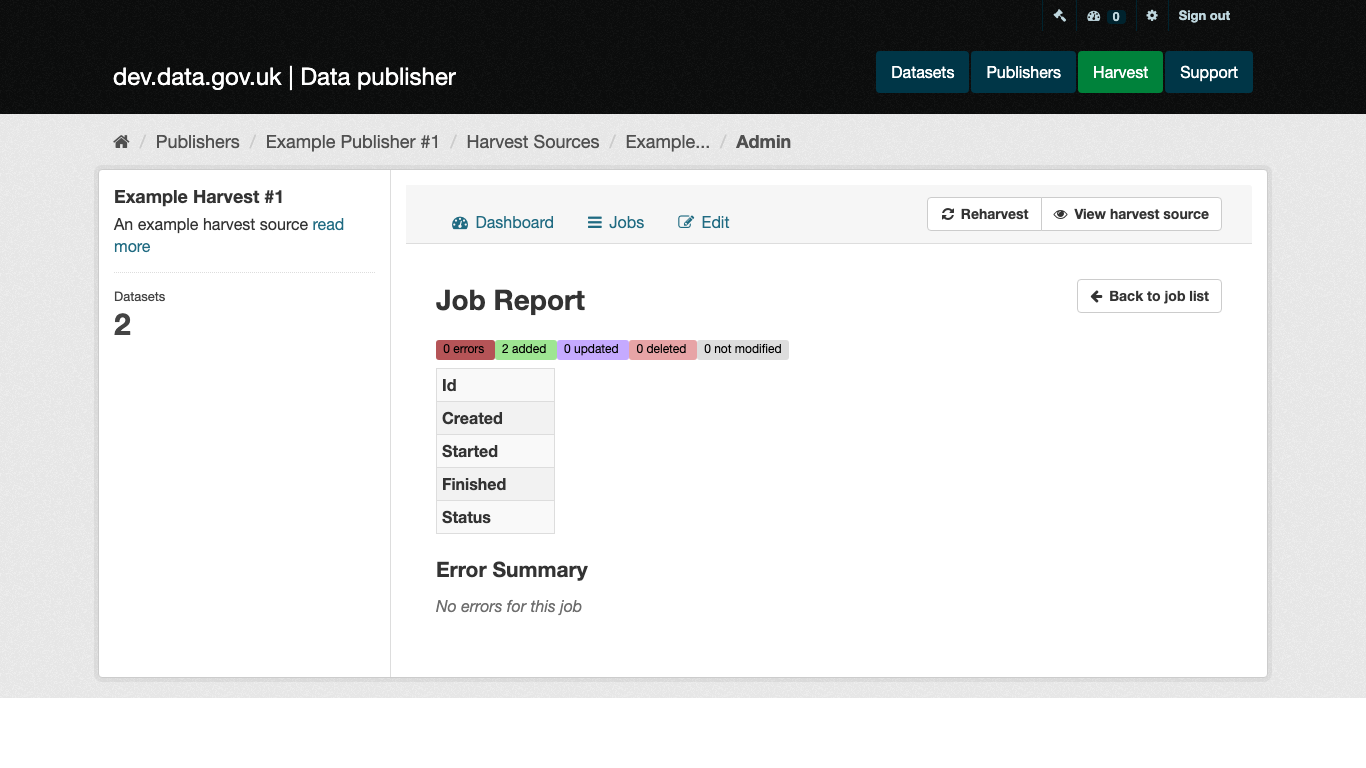 0
Sign out
dev.data.gov.uk | Data publisher
Datasets
Publishers
Harvest
Support
/ Publishers / Example Publisher #1 / Harvest Sources / Example... / Admin
Example Harvest #1
An example harvest source read
more
Datasets
2
Dashboard
Jobs
Edit
Reharvest
View harvest source
Job Report
Back to job list
0 errors 2 added 0 updated 0 deleted 0 not modified
Id
Created
Started
Finished
Status
Error Summary
No errors for this job